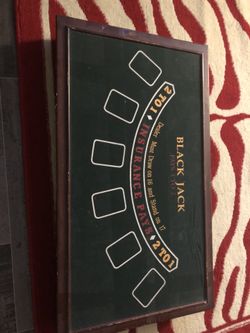 BLACK JACK
Dealer Must Draw on 16 and Stand on 17
2 TO 1 INSURANCE PAYS 2 TO 1